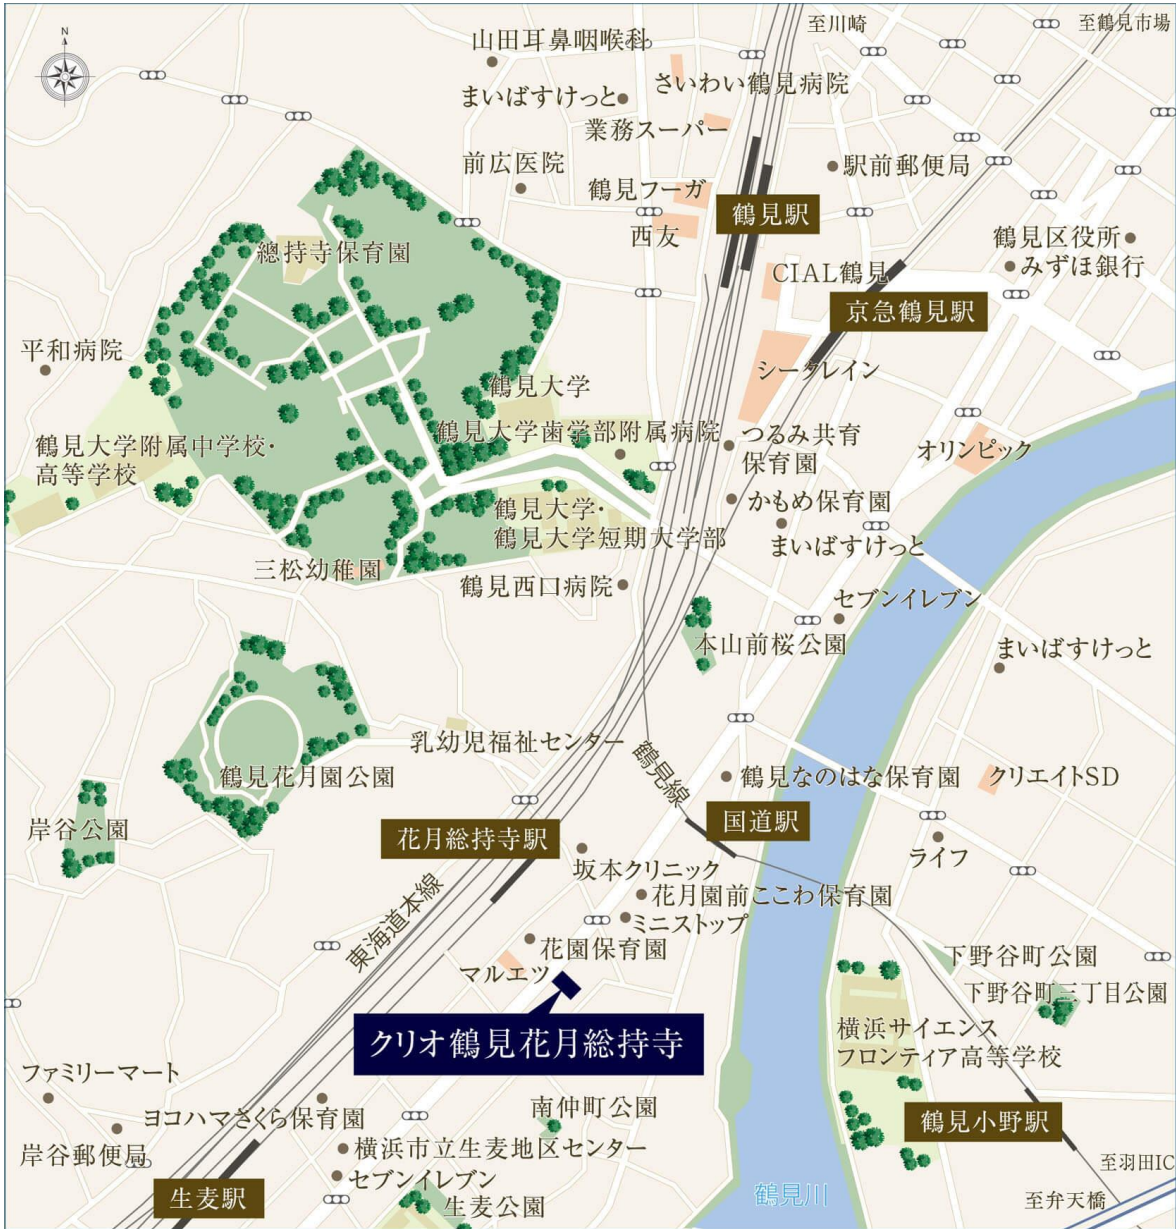 N
至川崎
至鶴見市場
山田耳鼻咽喉科
さいわい鶴見病院
まいばすけっと
業務スーパー
前広医院
駅前郵便局
鶴見フーガ
鶴見駅
西友
鶴見区役所
みずほ銀行
總持寺保育園
CIAL鶴見
京急鶴見駅
平和病院
シークレイン
鶴見大学
鶴見大学歯学部附属病院
つるみ共育
保育園
オリンピック
鶴見大学附属中学校・
高等学校
かもめ保育園
鶴見大学・
鶴見大学短期大学部
まいばすけっと
三松幼稚園
鶴見西口病院
セブンイレブン
本山前桜公園
まいばすけっと
乳幼児福祉センター
鶴見線
鶴見花月園公園
鶴見なのはな保育園
クリエイトSD
岸谷公園
花月総持寺駅
国道駅
ライフ
坂本クリニック
花月園前ここわ保育園
ミニストップ
東海道本線
花園保育園
マルエツ
下野谷町公園
下野谷町三丁目公園
クリオ鶴見花月総持寺
横浜サイエンス
フロンティア高等学校
ファミリーマート
ヨコハマさくら保育園
南仲町公園
鶴見小野駅
岸谷郵便局
横浜市立生麦地区センター
至羽田IC
セブンイレブン
生麦駅
生麦公園
鶴見川
至弁天橋